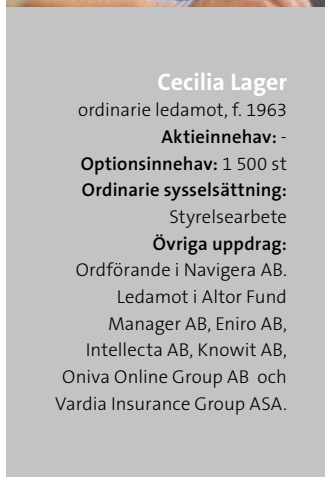 Cecilia Lager
ordinarie ledamot, f. 1963
Aktieinnehav: -
Optionsinnehav: 1 500 st
Ordinarie sysselsättning:
Styrelsearbete
Övriga uppdrag:
Ordförande i Navigera AB.
Ledamot i Altor Fund
Manager AB, Eniro AB,
Intellecta AB, Knowit AB,
Oniva Online Group AB och
Vardia Insurance Group ASA.